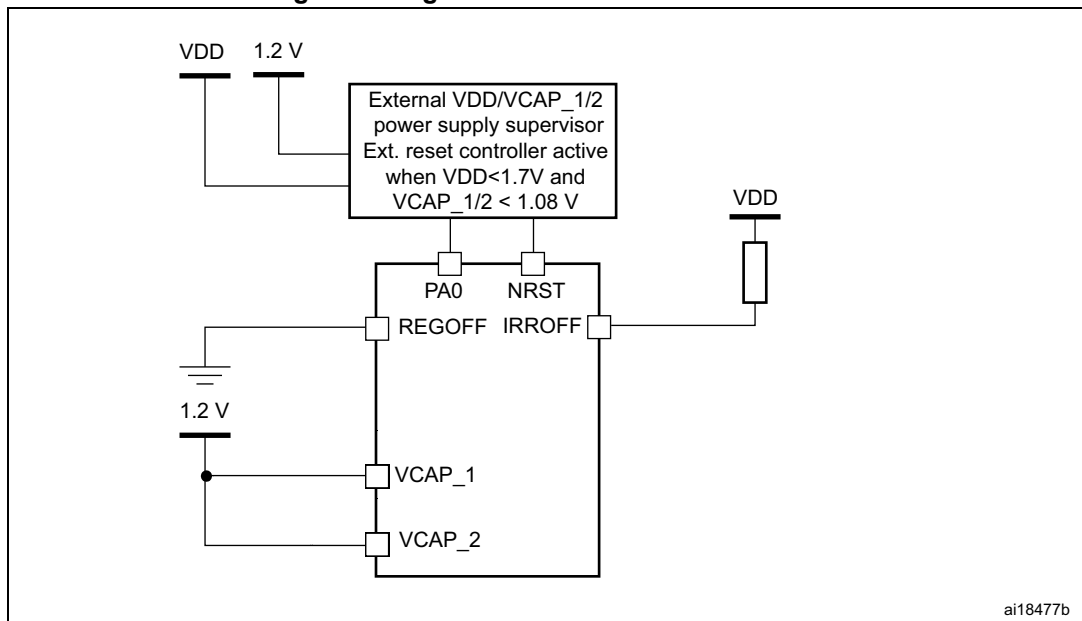 VDD
1.2 V
External VDD/VCAP_1/2
power supply supervisor
Ext. reset controller active
when VDD<1.7V and
VCAP_1/2 < 1.08 V
VDD
PA0
NRST
REGOFF
IRROFF
1.2 V
VCAP_1
VCAP_2
ai18477b